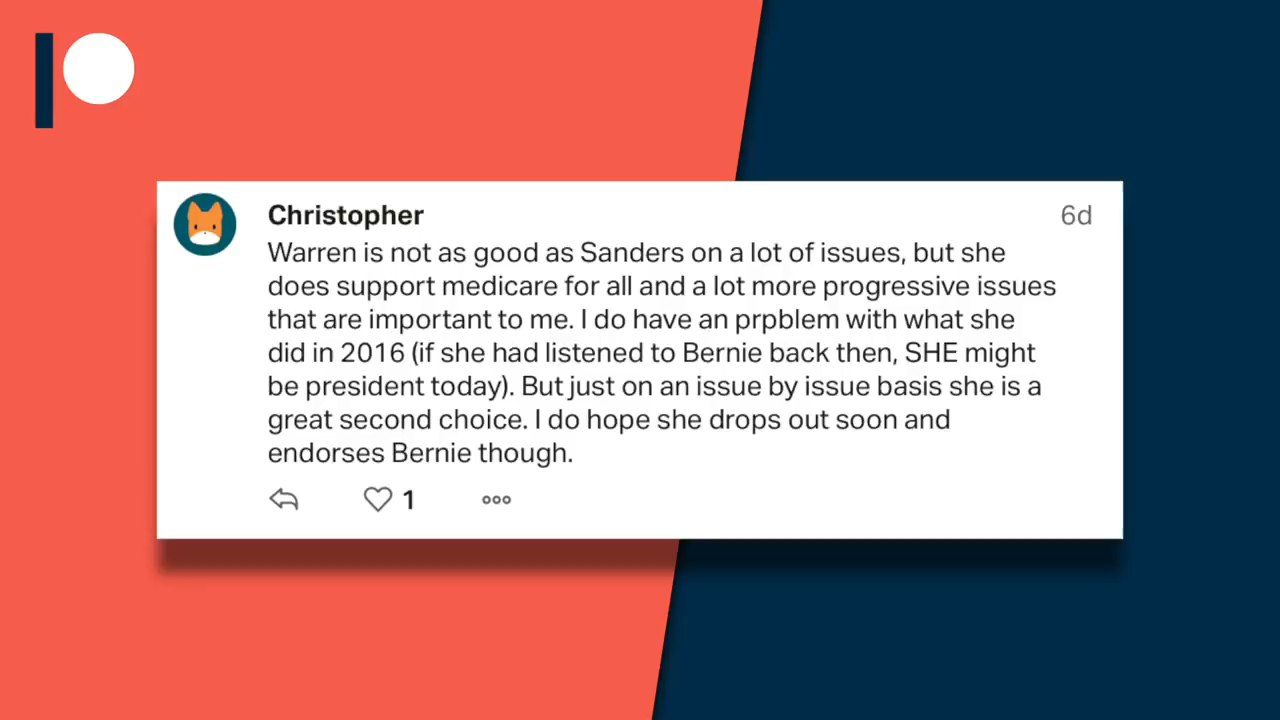 Christopher
6d
Warren is not as good as Sanders on a lot of issues, but she
does support medicare for all and a lot more progressive issues
that are important to me. I do have an prpblem with what she
did in 2016 (if she had listened to Bernie back then, SHE might
be president today). But just on an issue by issue basis she is a
great second choice. I do hope she drops out soon and
endorses Bernie though.
1